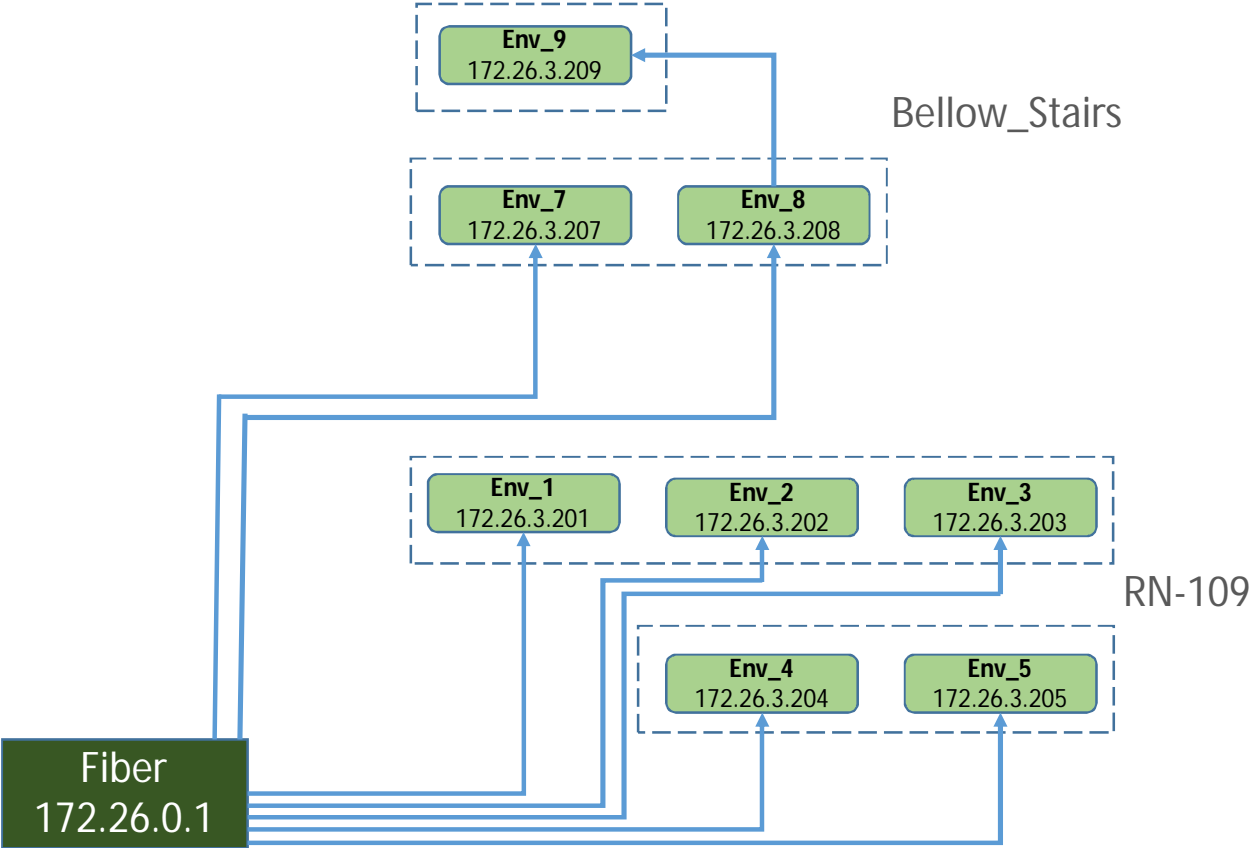 Env_9
172.26.3.209
Bellow_Stairs
Env_7
172.26.3.207
Env_8
172.26.3.208
Env_1
172.26.3.201
Env_2
172.26.3.202
Env_3
172.26.3.203
RN-109
Env_4
172.26.3.204
Env_5
172.26.3.205
Fiber
172.26.0.1